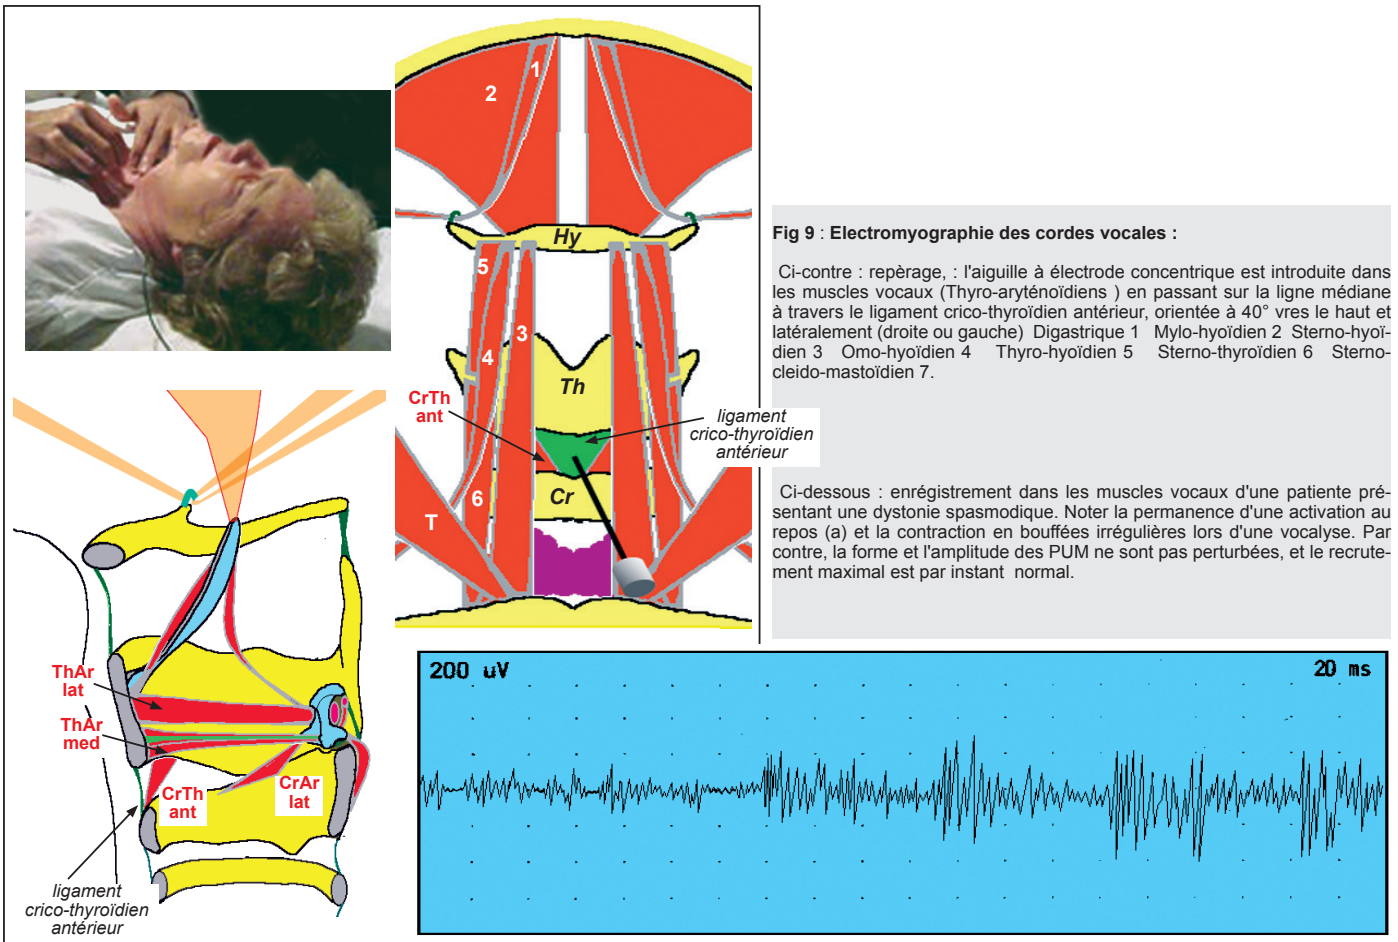 1
2
Hy
5
3
4
Th
CrTh
ant
ligament
crico-thyroïdien
antérieur
6
Cr
T
ThAr
lat
ThAr
med
CrTh
ant
CrAr
lat
ligament
crico-thyroïdien
antérieur
Fig 9 : Electromyographie des cordes vocales :
Ci-contre : repèrage, : l'aiguille à électrode concentrique est introduite dans
les muscles vocaux (Thyro-aryténoïdiens ) en passant sur la ligne médiane
à travers le ligament crico-thyroïdien antérieur, orientée à 40° vres le haut et
latéralement (droite ou gauche) Digastrique 1 Mylo-hyoïdien 2 Sterno-hyoï-
dien 3 Omo-hyoïdien 4 Thyro-hyoïdien 5 Sterno-thyroïdien 6 Sterno-
cleido-mastoïdien 7.
Ci-dessous : enrégistrement dans les muscles vocaux d'une patiente pré-
sentant une dystonie spasmodique. Noter la permanence d'une activation au
repos (a) et la contraction en bouffées irrégulières lors d'une vocalyse. Par
contre, la forme et l'amplitude des PUM ne sont pas perturbées, et le recrute-
ment maximal est par instant normal.
200 uV
20 ms